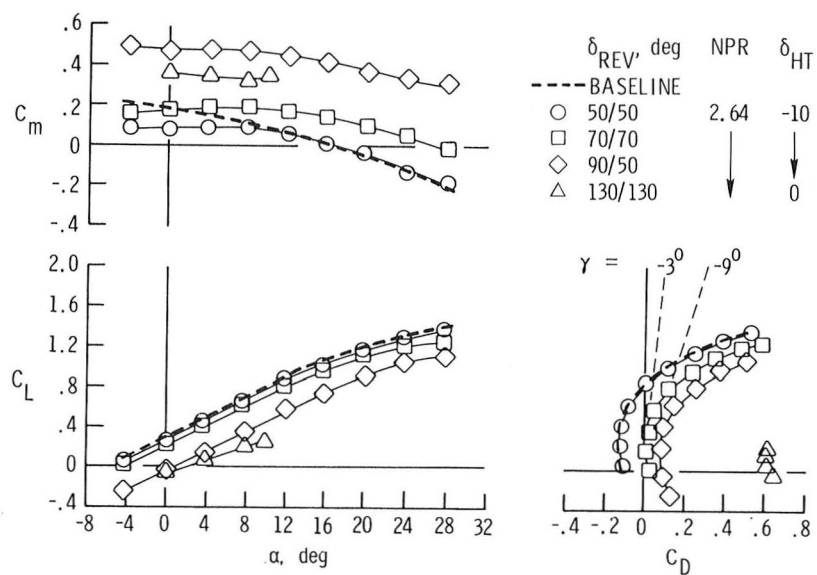 .6
.4
.2
0
-.2
-.4
C_m
δ_REV, deg NPR δ_HT
BASELINE
50/50 2.64 -10
70/70
90/50
130/130 0
2.0
1.6
1.2
.8
.4
0
-.4
C_L
-8 -4 0 4 8 12 16 20 24 28 32
α, deg
γ = -3⁰ -9⁰
-.4 -.2 0 .2 .4 .6 .8
C_D